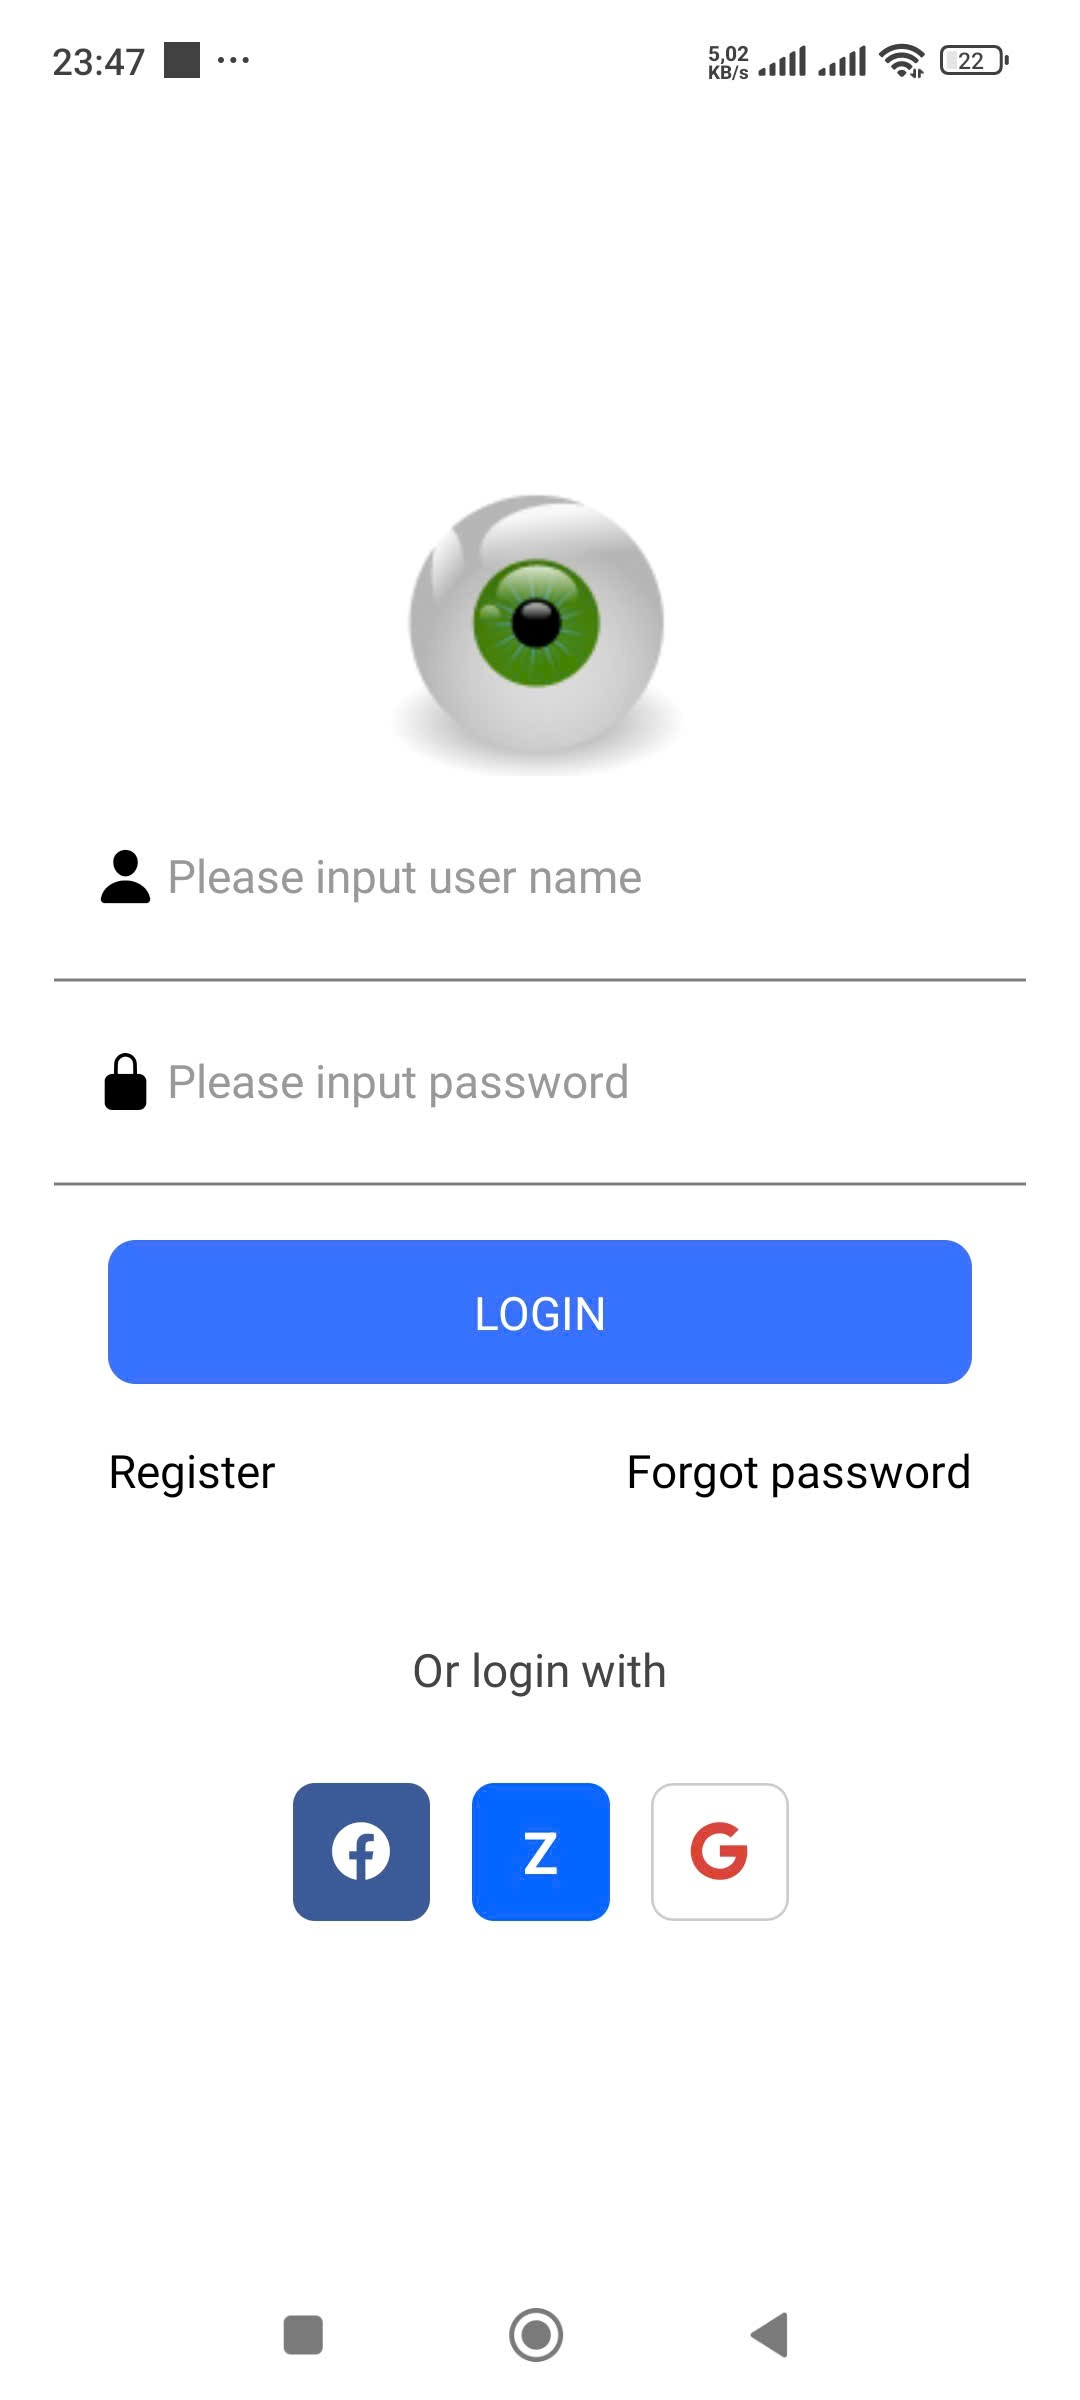 23:47 ...
5,02
KB/s
22
Please input user name
Please input password
LOGIN
Register Forgot password
Or login with
Z